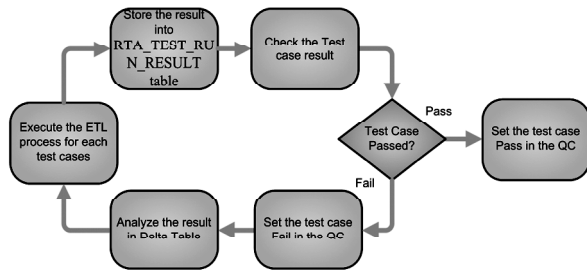 Store the result
into
RTA_TEST_RU
N_RESULT
table
Check the Test
case result
Test Case
Passed?
Pass
Set the test case
Pass in the QC
Fail
Set the test case
Fail in the QC
Analyze the result
in Delta Table
Execute the ETL
process for each
test cases